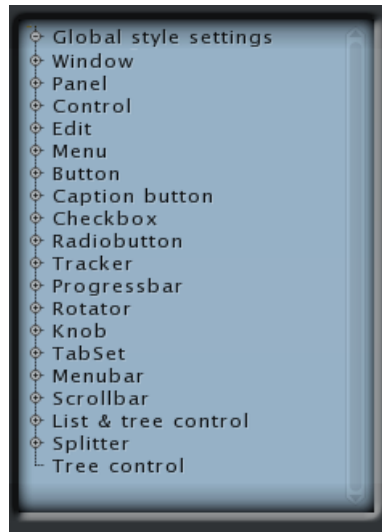 Global style settings
Window
Panel
Control
Edit
Menu
Button
Caption button
Checkbox
Radiobutton
Tracker
Progressbar
Rotator
Knob
TabSet
Menubar
Scrollbar
List & tree control
Splitter
Tree control